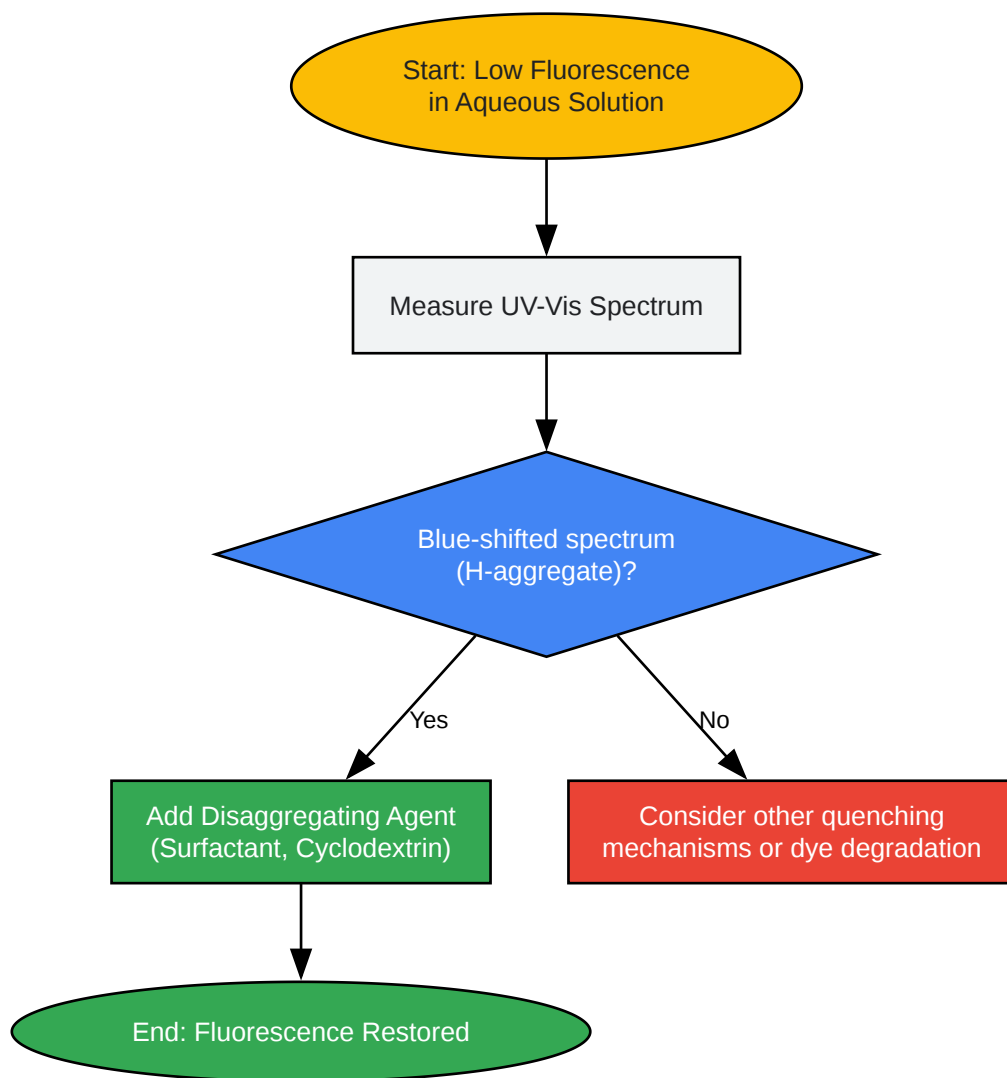 Start: Low Fluorescence
in Aqueous Solution
Measure UV-Vis Spectrum
Blue-shifted spectrum
(H-aggregate)?
Yes
No
Add Disaggregating Agent
(Surfactant, Cyclodextrin)
Consider other quenching
mechanisms or dye degradation
End: Fluorescence Restored